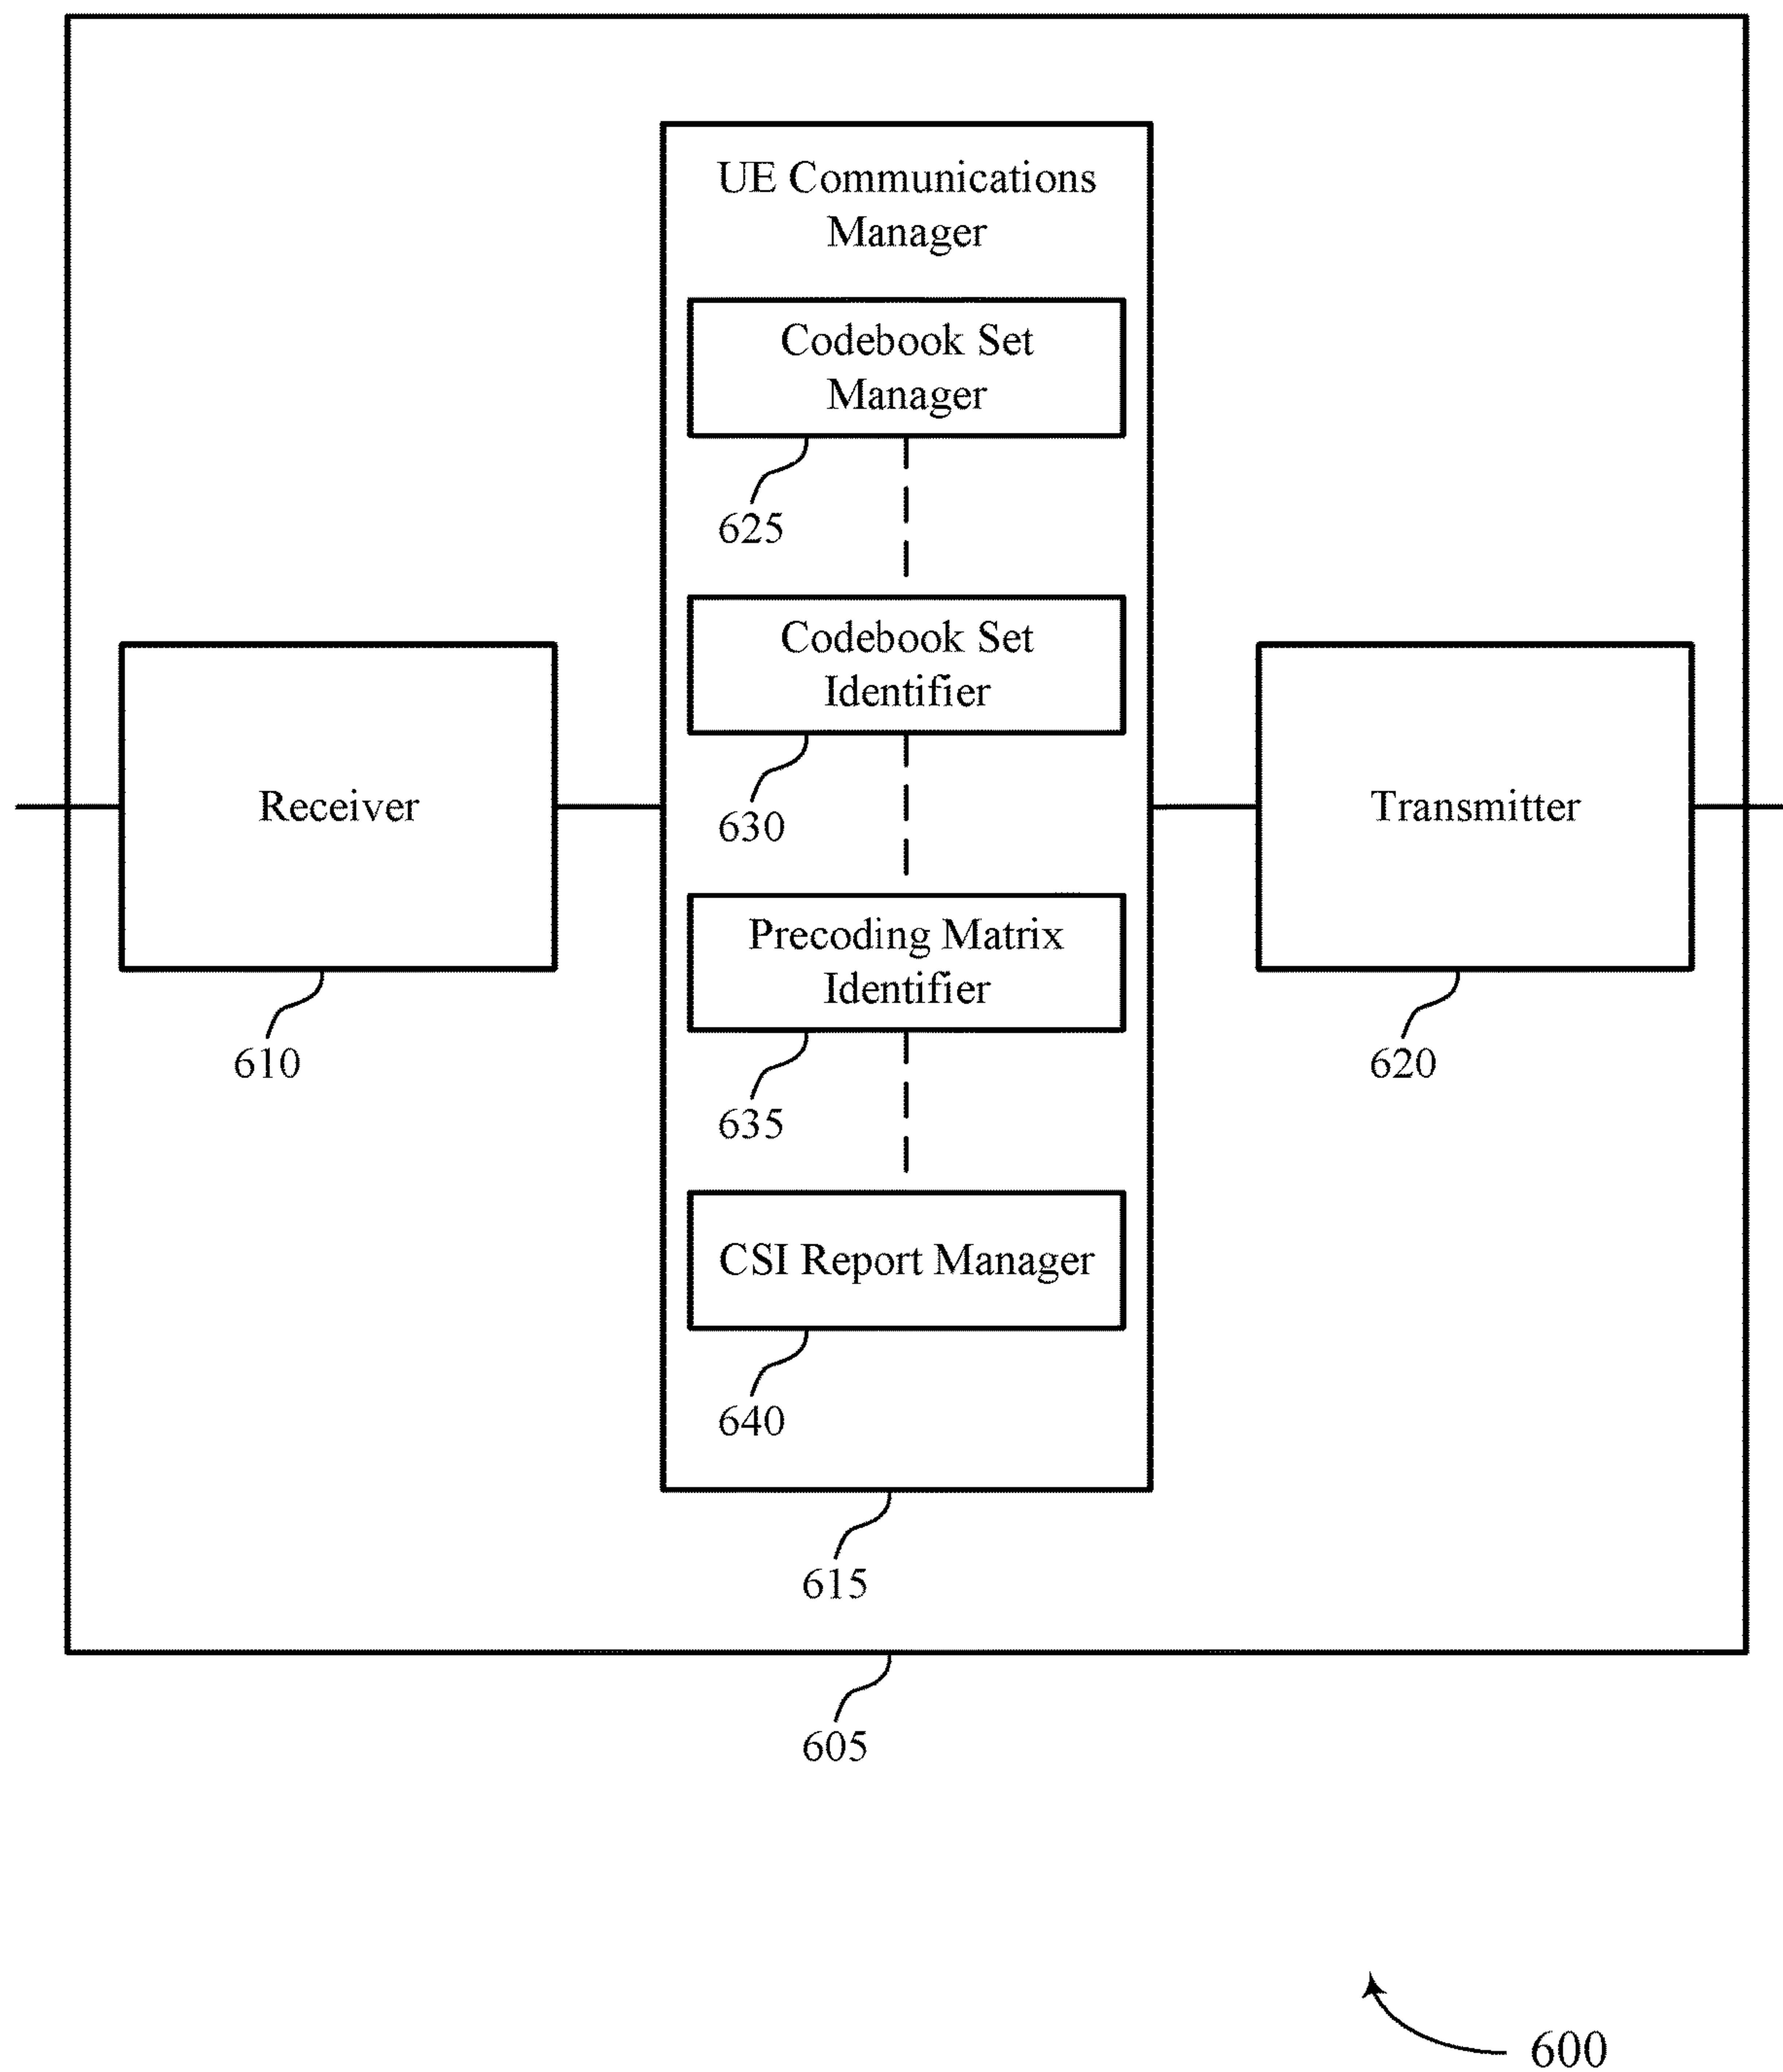 UE Communications
Manager
Codebook Set
Manager
625
Codebook Set
Identifier
630
Receiver
610
Precoding Matrix
Identifier
635
Transmitter
620
CSI Report Manager
640
615
605
600